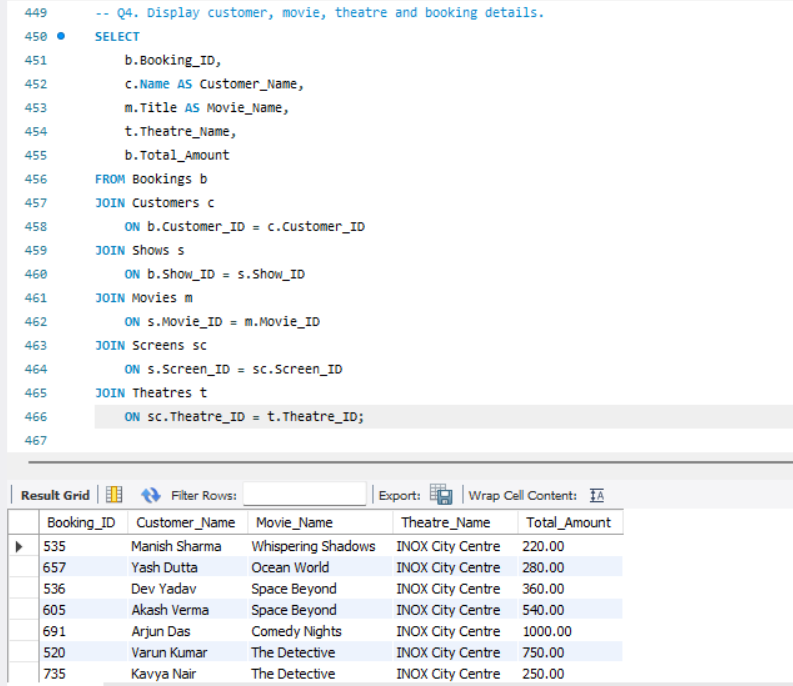 449 -- Q4. Display customer, movie, theatre and booking details.
450 SELECT
451 b.Booking_ID,
452 c.Name AS Customer_Name,
453 m.Title AS Movie_Name,
454 t.Theatre_Name,
455 b.Total_Amount
456 FROM Bookings b
457 JOIN Customers c
458 ON b.Customer_ID = c.Customer_ID
459 JOIN Shows s
460 ON b.Show_ID = s.Show_ID
461 JOIN Movies m
462 ON s.Movie_ID = m.Movie_ID
463 JOIN Screens sc
464 ON s.Screen_ID = sc.Screen_ID
465 JOIN Theatres t
466 ON sc.Theatre_ID = t.Theatre_ID;
467
Result Grid Filter Rows: Export: Wrap Cell Content: IA
Booking_ID Customer_Name Movie_Name Theatre_Name Total_Amount
535 Manish Sharma Whispering Shadows INOX City Centre 220.00
657 Yash Dutta Ocean World INOX City Centre 280.00
536 Dev Yadav Space Beyond INOX City Centre 360.00
605 Akash Verma Space Beyond INOX City Centre 540.00
691 Arjun Das Comedy Nights INOX City Centre 1000.00
520 Varun Kumar The Detective INOX City Centre 750.00
735 Kavya Nair The Detective INOX City Centre 250.00